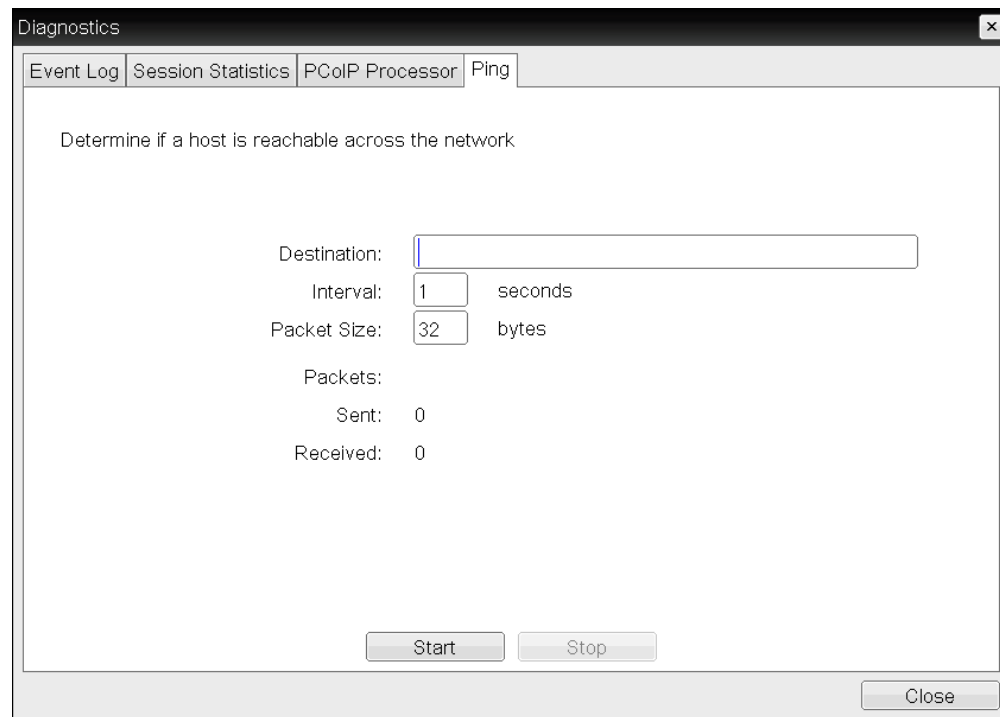 Diagnostics
Event Log Session Statistics PCoIP Processor Ping
Determine if a host is reachable across the network
Destination:
Interval: 1 seconds
Packet Size: 32 bytes
Packets:
Sent: 0
Received: 0
Start Stop
Close